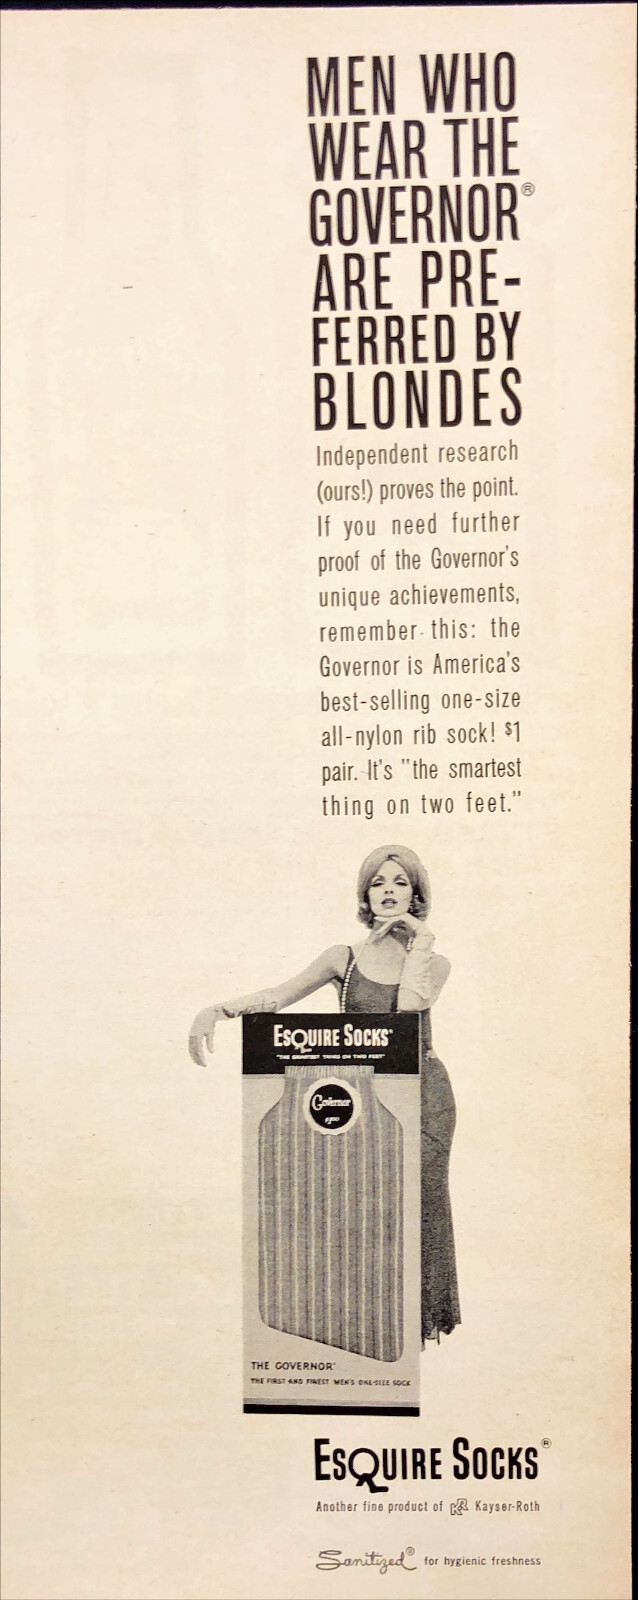 MEN WHO
WEAR THE
GOVERNOR®
ARE PRE-
FERRED BY
BLONDES
Independent research
(ours!) proves the point.
If you need further
proof of the Governor's
unique achievements,
remember this: the
Governor is America's
best-selling one-size
all-nylon rib sock! $1
pair. It's "the smartest
thing on two feet."
ESQUIRE SOCKS®
"THE SMARTEST THING ON TWO FEET"
Governor
$1.00
THE GOVERNOR®
THE FIRST AND FINEST MEN'S ONE-SIZE SOCK
ESQUIRE SOCKS®
Another fine product of KR Kayser-Roth
Sanitized® for hygienic freshness